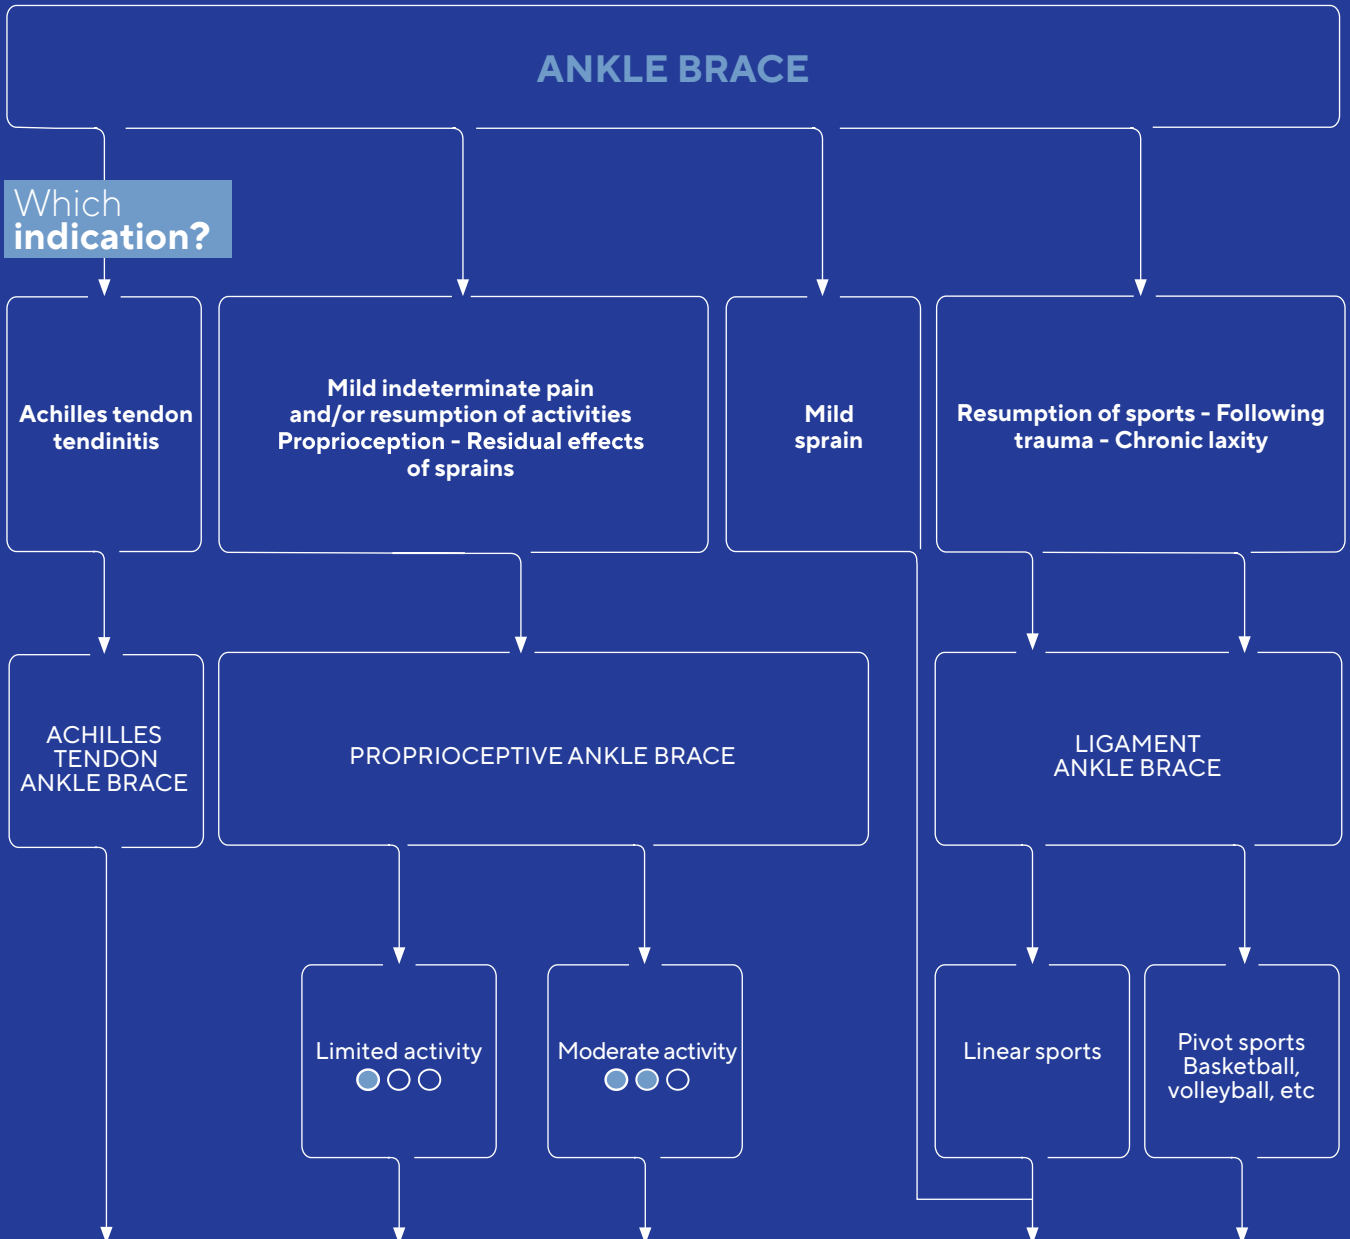 ANKLE BRACE
Which
indication?
Achilles tendon
tendinitis
Mild indeterminate pain
and/or resumption of activities
Proprioception - Residual effects
of sprains
Mild
sprain
Resumption of sports - Following
trauma - Chronic laxity
ACHILLES
TENDON
ANKLE BRACE
PROPRIOCEPTIVE ANKLE BRACE
LIGAMENT
ANKLE BRACE
Limited activity
Moderate activity
Linear sports
Pivot sports
Basketball,
volleyball, etc